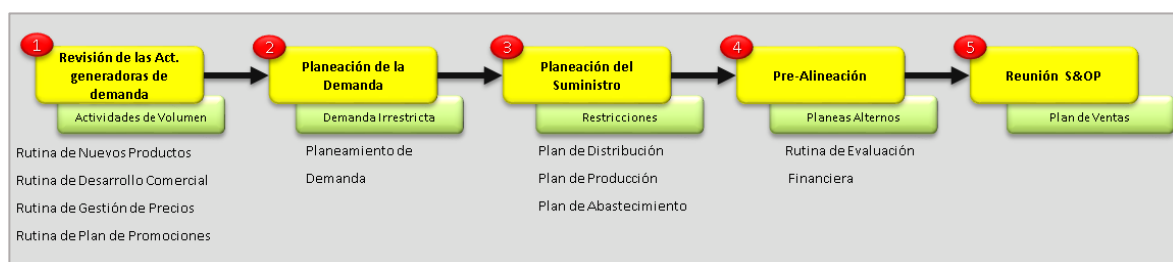 1
Revisión de las Act.
generadoras de
demanda
Actividades de Volumen
Rutina de Nuevos Productos
Rutina de Desarrollo Comercial
Rutina de Gestión de Precios
Rutina de Plan de Promociones
2
Planeación de la
Demanda
Demanda Irrestricta
Planeamiento de
Demanda
3
Planeación del
Suministro
Restricciones
Plan de Distribución
Plan de Producción
Plan de Abastecimiento
4
Pre-Alineación
Planeas Alternos
Rutina de Evaluación
Financiera
5
Reunión S&OP
Plan de Ventas